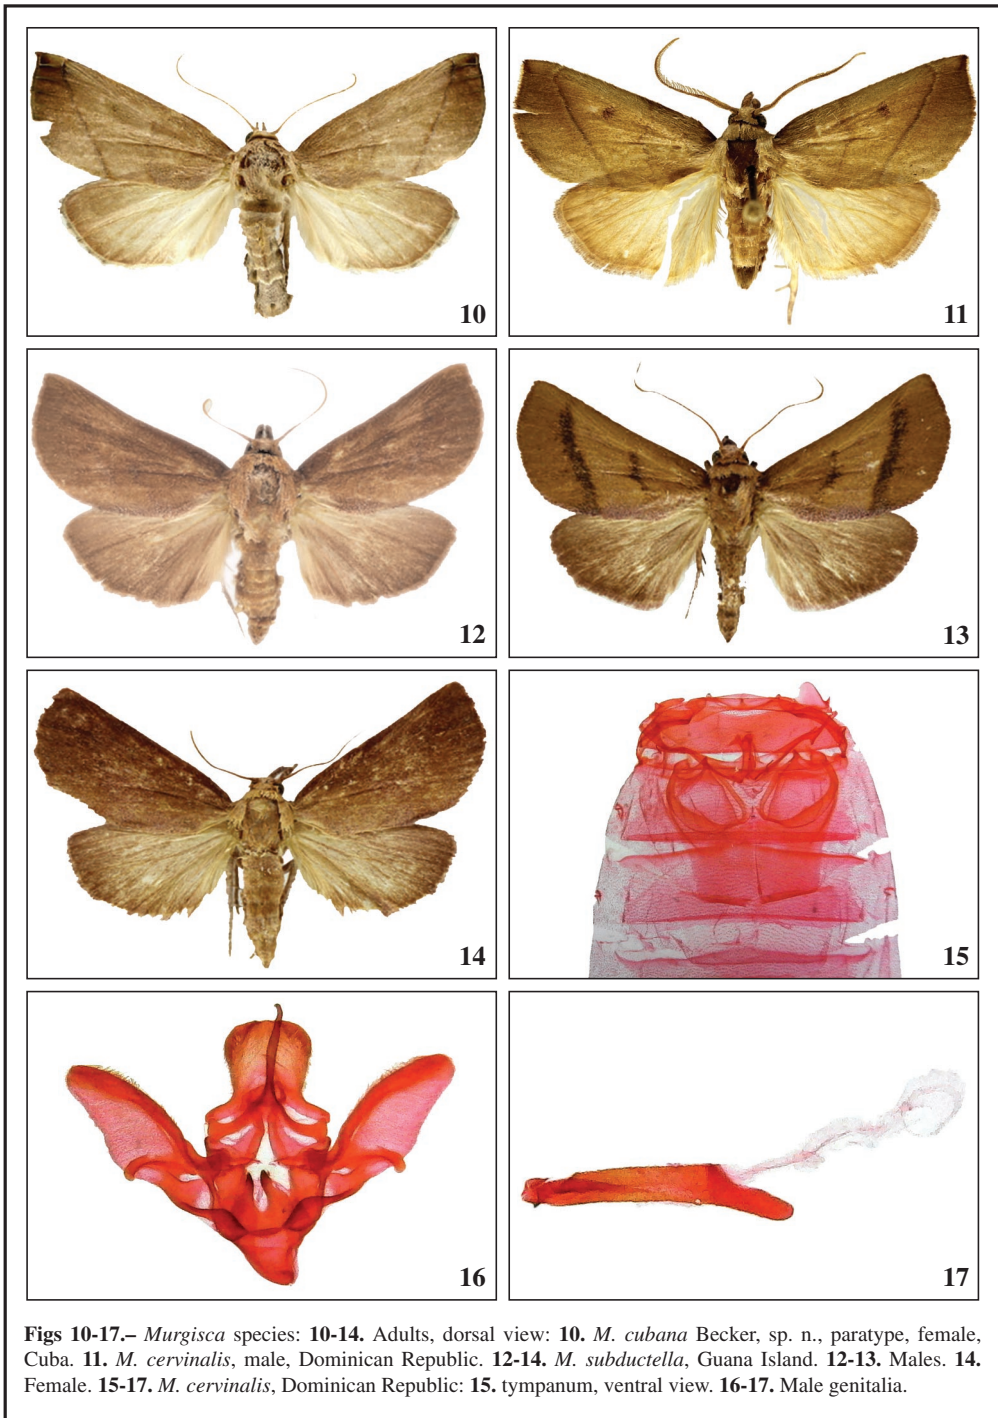 10
11
12
13
14
15
16
17
Figs 10-17.– Murgisca species: 10-14. Adults, dorsal view: 10. M. cubana Becker, sp. n., paratype, female,
Cuba. 11. M. cervinalis, male, Dominican Republic. 12-14. M. subductella, Guana Island. 12-13. Males. 14.
Female. 15-17. M. cervinalis, Dominican Republic: 15. tympanum, ventral view. 16-17. Male genitalia.